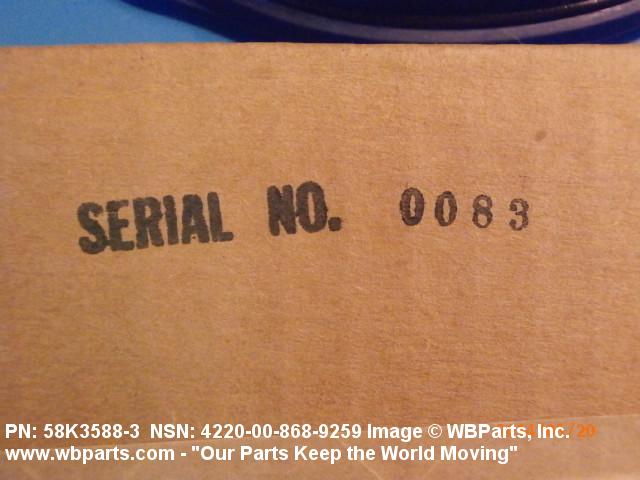 SERIAL NO. 0083
PN: 58K3588-3 NSN: 4220-00-868-9259 Image © WBParts, Inc.
www.wbparts.com - "Our Parts Keep the World Moving"